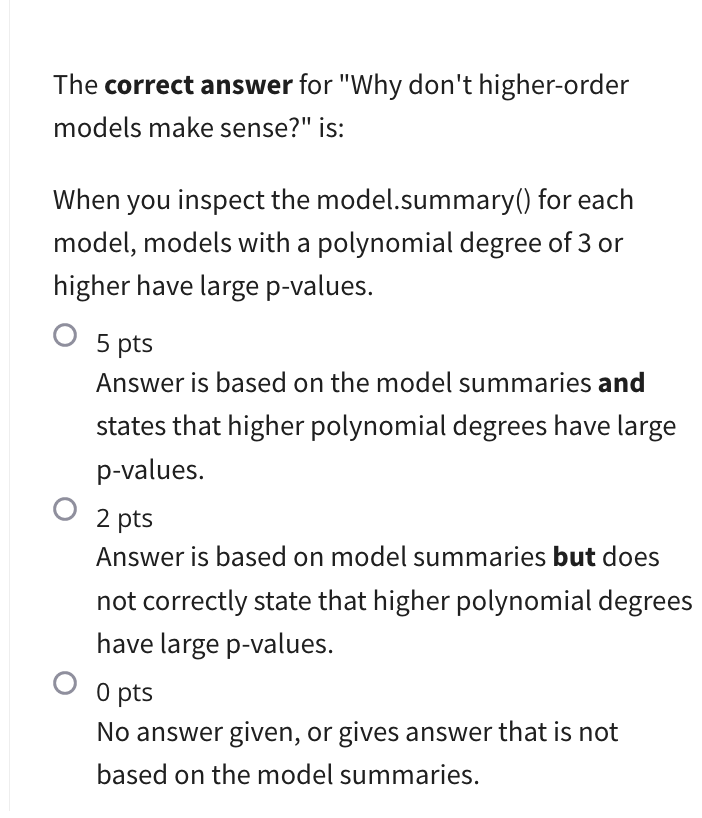 The correct answer for "Why don't higher-order
models make sense?" is:
When you inspect the model.summary() for each
model, models with a polynomial degree of 3 or
higher have large p-values.
5 pts
Answer is based on the model summaries and
states that higher polynomial degrees have large
p-values.
2 pts
Answer is based on model summaries but does
not correctly state that higher polynomial degrees
have large p-values.
0 pts
No answer given, or gives answer that is not
based on the model summaries.